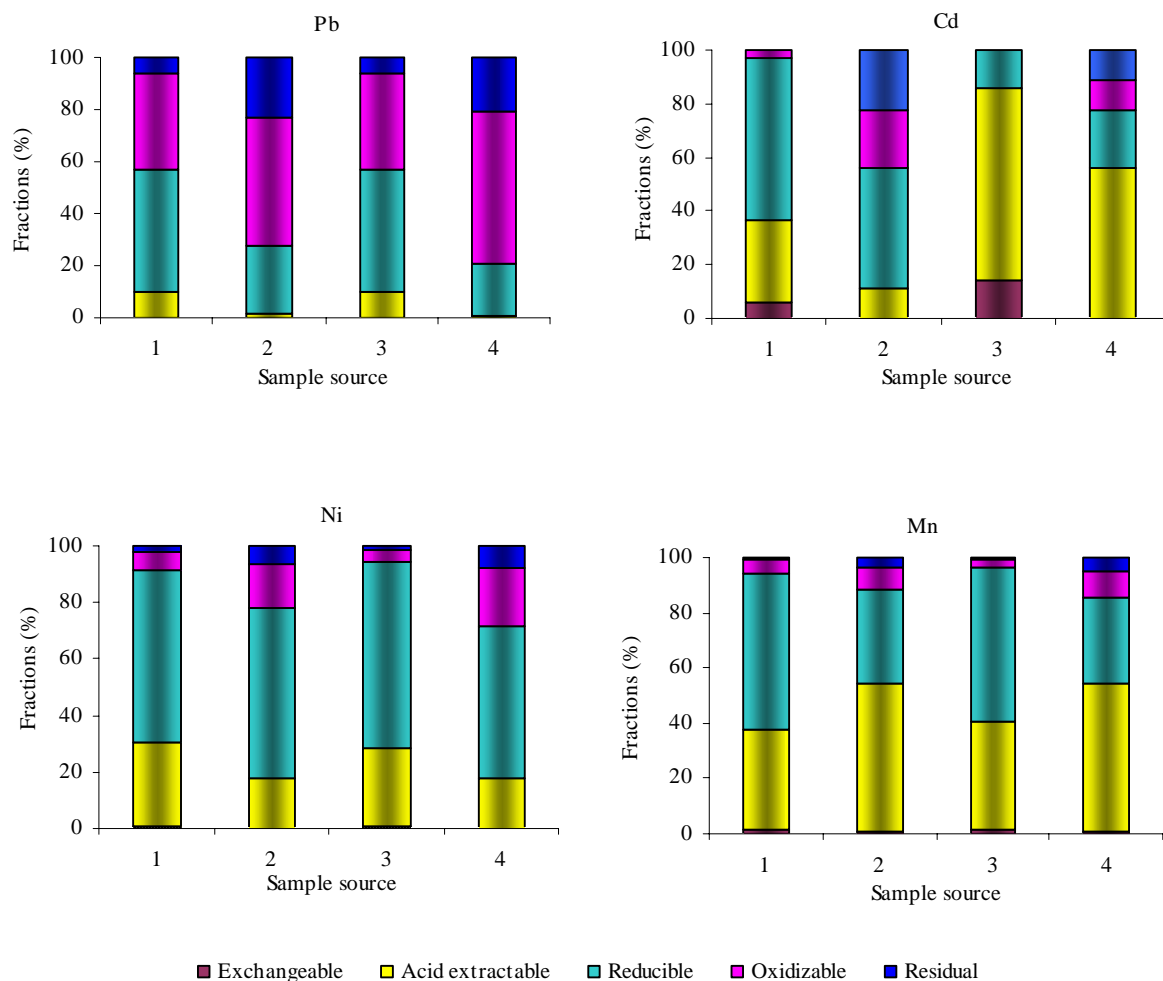 Pb
Fractions (%)
100
80
60
40
20
0
1 2 3 4
Sample source
Cd
Fractions (%)
100
80
60
40
20
0
1 2 3 4
Sample source
Ni
Fractions (%)
100
80
60
40
20
0
1 2 3 4
Sample source
Mn
Fractions (%)
100
80
60
40
20
0
1 2 3 4
Sample source
Exchangeable Acid extractable Reducible Oxidizable Residual